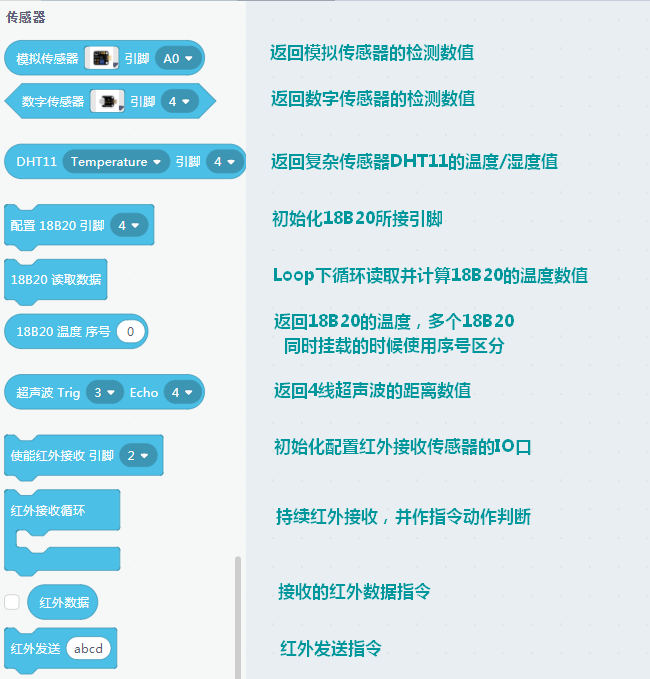 传感器
模拟传感器 引脚 A0 返回模拟传感器的检测数值
数字传感器 引脚 4 返回数字传感器的检测数值
DHT11 Temperature 引脚 4 返回复杂传感器DHT11的温度/湿度值
配置 18B20 引脚 4 初始化18B20所接引脚
18B20 读取数据 Loop下循环读取并计算18B20的温度数值
18B20 温度 序号 0 返回18B20的温度，多个18B20
同时挂载的时候使用序号区分
超声波 Trig 3 Echo 4 返回4线超声波的距离数值
使能红外接收 引脚 2 初始化配置红外接收传感器的IO口
红外接收循环 持续红外接收，并作指令动作判断
红外数据 接收的红外数据指令
红外发送 abcd 红外发送指令